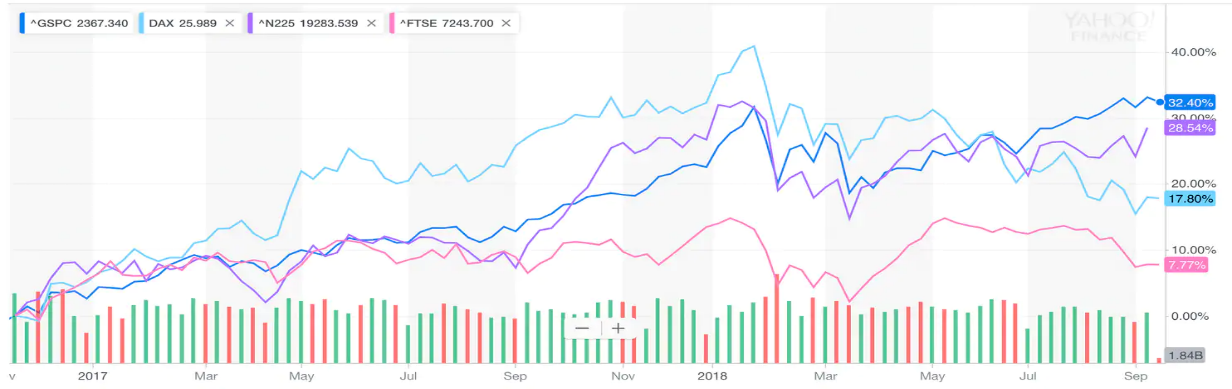 ^GSPC 2367.340 DAX 25.989 × ^N225 19283.539 × ^FTSE 7243.700 ×
YAHOO!
FINANCE
40.00%
32.40%
30.00%
28.54%
20.00%
17.80%
10.00%
7.77%
− +
0.00%
1.84B
v 2017 Mar May Jul Sep Nov 2018 Mar May Jul Sep